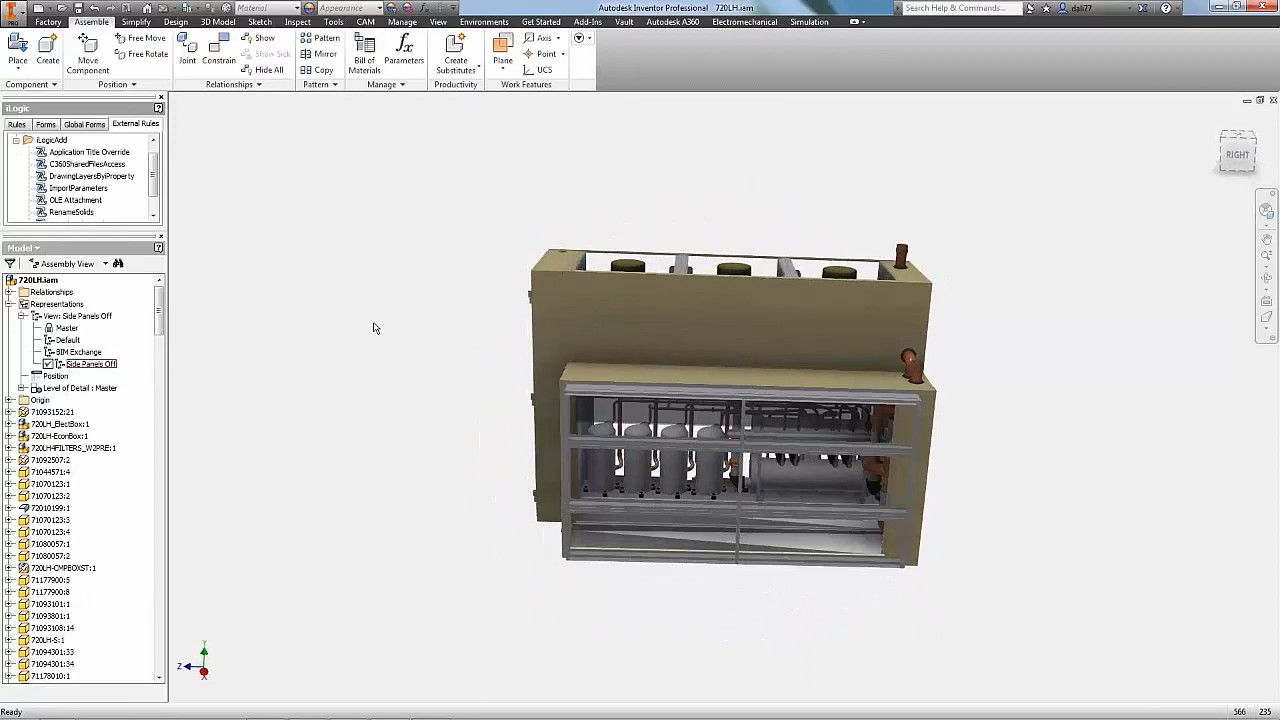 Material
Appearance
Autodesk Inventor Professional 720LH.iam
Search Help & Commands...
dali77
PRO
Factory Assemble Simplify Design 3D Model Sketch Inspect Tools CAM Manage View Environments Get Started Add-Ins Vault Autodesk A360 Electromechanical Simulation
Place
Create
Move Component
Free Move
Free Rotate
Joint
Constrain
Show
Show Sick
Hide All
Pattern
Mirror
Copy
Bill of Materials
fx
Parameters
Create Substitutes
Plane
Axis
Point
UCS
Component Position Relationships Pattern Manage Productivity Work Features
iLogic
Rules Forms Global Forms External Rules
iLogicAdd
Application Title Override
C360SharedFilesAccess
DrawingLayersByProperty
ImportParameters
OLE Attachment
RenameSolids
Model
Assembly View
720LH.iam
Relationships
Representations
View: Side Panels Off
Master
Default
BIM Exchange
Side Panels Off
Position
Level of Detail : Master
Origin
71093152:21
720LH_ElectBox:1
720LH-EconBox:1
720LH4FILTERS_W2PRE:1
71092507:2
71044571:4
71070123:1
71070123:2
72010199:1
71070123:3
71070123:4
71080057:1
71080057:2
720LH-CMPBOXST:1
71177900:5
71177900:8
71093101:1
71093801:1
71093108:14
720LH-S:1
71094301:33
71094301:34
71178010:1
RIGHT
Y
Z
X
Ready
566 235